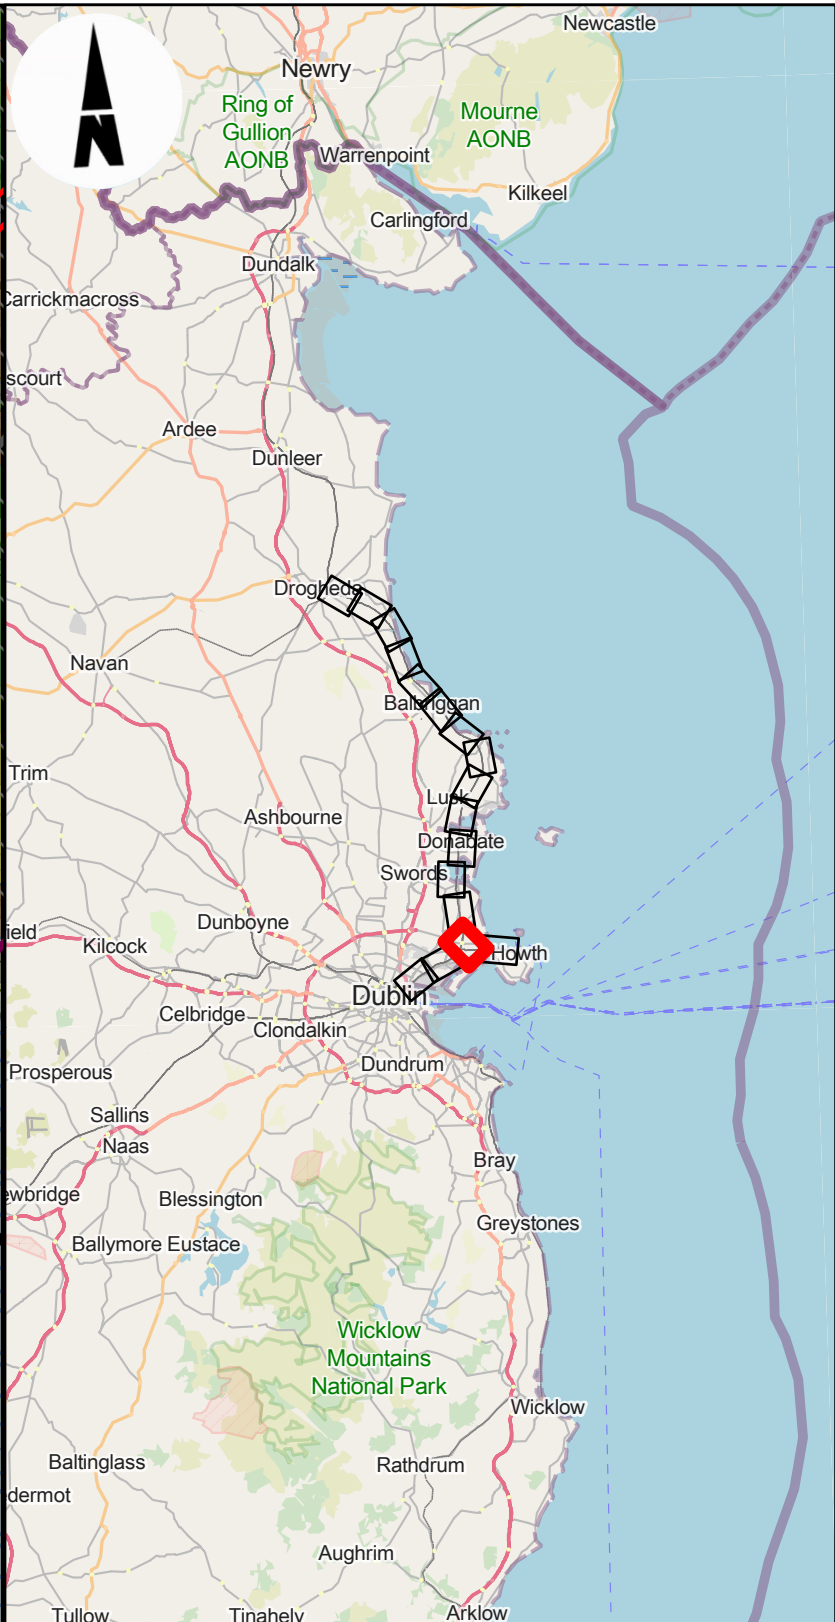 Newcastle
Newry
Ring of
Gullion
AONB
Mourne
AONB
Warrenpoint
Kilkeel
Carlingford
Dundalk
Carrickmacross
scourt
Ardee
Dunleer
Drogheda
Navan
Balbriggan
Trim
Lusk
Ashbourne
Donabate
Swords
Dunboyne
ield
Kilcock
Howth
Dublin
Celbridge
Clondalkin
Dundrum
Prosperous
Sallins
Naas
Bray
ewbridge
Blessington
Greystones
Ballymore Eustace
Wicklow
Mountains
National Park
Wicklow
Baltinglass
Rathdrum
dermot
Aughrim
Tullow
Tinahely
Arklow
N